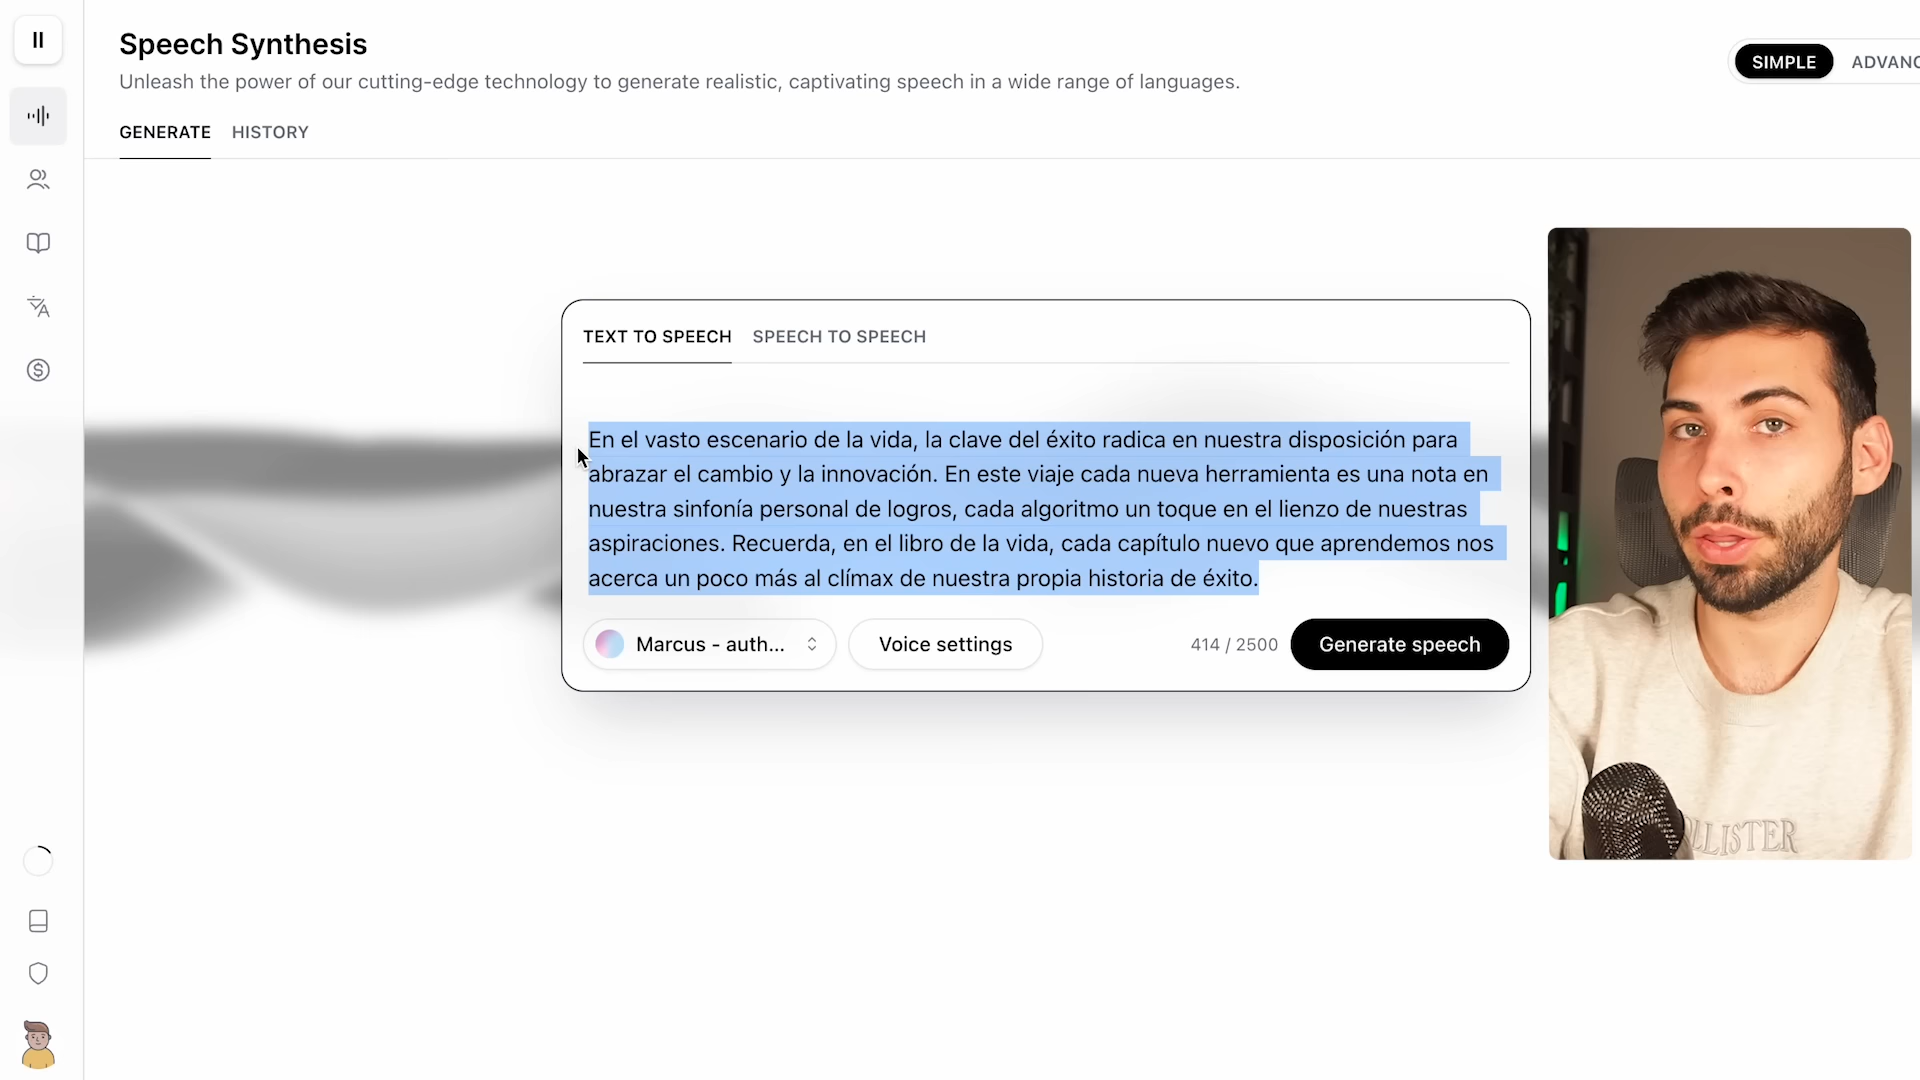 Speech Synthesis
Unleash the power of our cutting-edge technology to generate realistic, captivating speech in a wide range of languages.
SIMPLE
ADVANC
GENERATE
HISTORY
TEXT TO SPEECH
SPEECH TO SPEECH
En el vasto escenario de la vida, la clave del éxito radica en nuestra disposición para
abrazar el cambio y la innovación. En este viaje cada nueva herramienta es una nota en
nuestra sinfonía personal de logros, cada algoritmo un toque en el lienzo de nuestras
aspiraciones. Recuerda, en el libro de la vida, cada capítulo nuevo que aprendemos nos
acerca un poco más al clímax de nuestra propia historia de éxito.
Marcus - auth...
Voice settings
414 / 2500
Generate speech
LLISTER